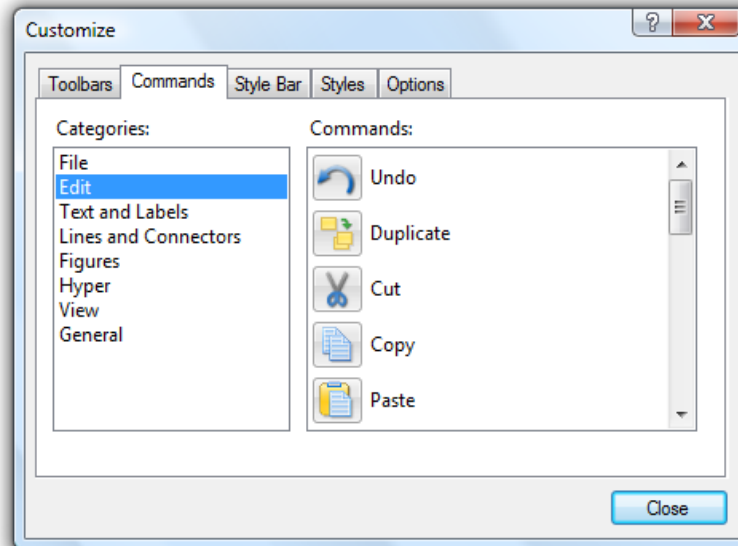 Customize
Toolbars Commands Style Bar Styles Options
Categories:
File
Edit
Text and Labels
Lines and Connectors
Figures
Hyper
View
General
Commands:
Undo
Duplicate
Cut
Copy
Paste
Close